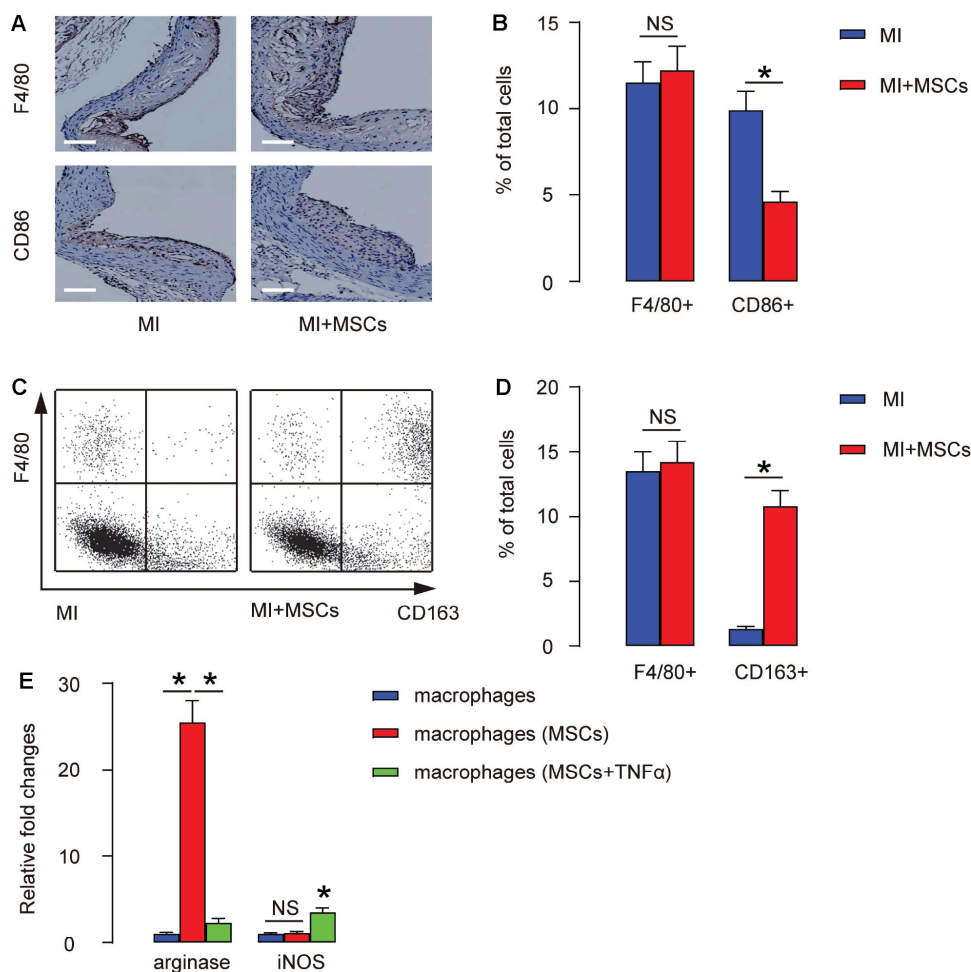 A
F4/80
CD86
MI
MI+MSCs
B
% of total cells
15
10
5
0
NS
*
F4/80+
CD86+
MI
MI+MSCs
C
F4/80
MI
MI+MSCs
CD163
D
% of total cells
20
15
10
5
0
NS
*
F4/80+
CD163+
MI
MI+MSCs
E
Relative fold changes
30
20
10
0
*
*
NS
*
arginase
iNOS
macrophages
macrophages (MSCs)
macrophages (MSCs+TNFα)